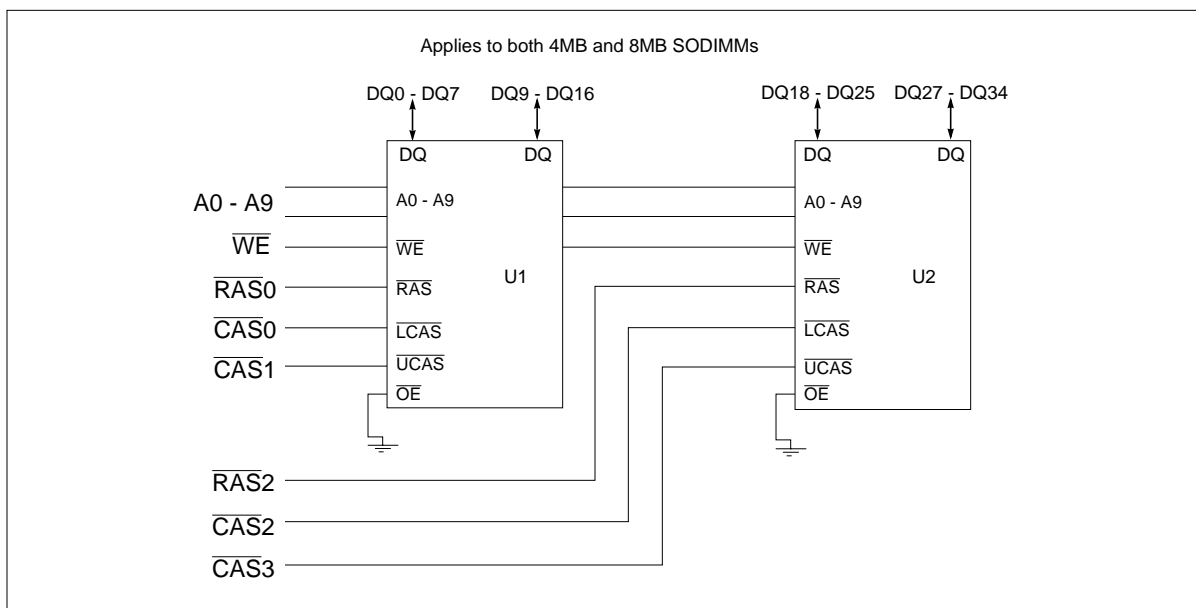 Applies to both 4MB and 8MB SODIMMs
DQ0 - DQ7 DQ9 - DQ16 DQ18 - DQ25 DQ27 - DQ34
DQ DQ DQ DQ
A0 - A9 A0 - A9 A0 - A9
WE WE WE
U1 U2
RAS0 RAS RAS
CAS0 LCAS LCAS
CAS1 UCAS UCAS
OE OE
RAS2
CAS2
CAS3